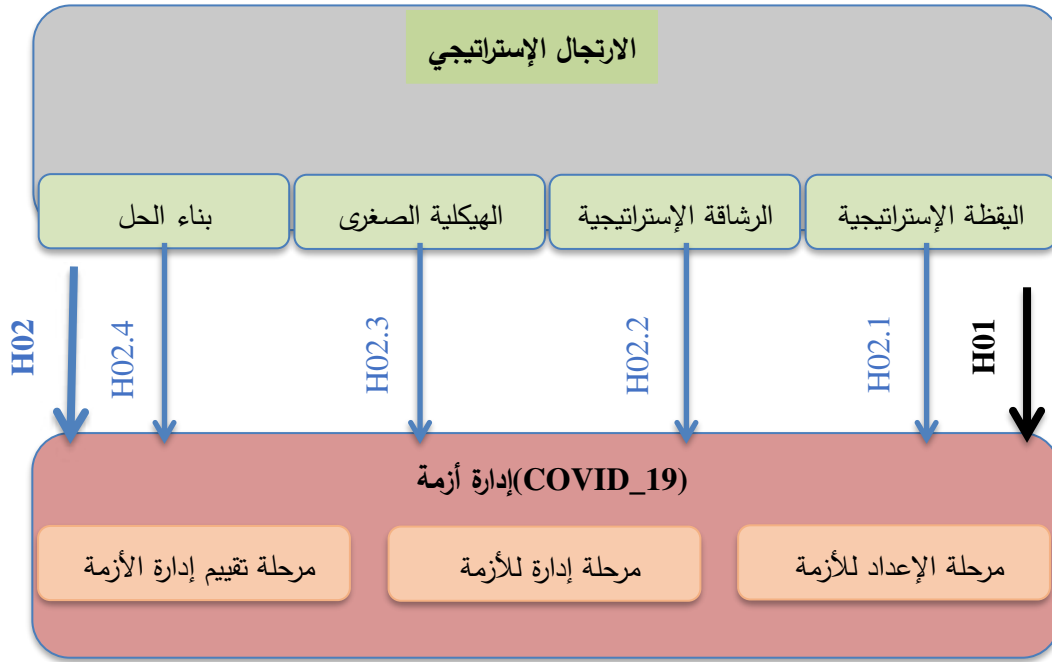 الارتجال الإستراتيجي
اليقظة الإستراتيجية
الرشاقة الإستراتيجية
الهيكلية الصغرى
بناء الحل
H01
H02.1
H02.2
H02.3
H02.4
H02
إدارة أزمة(COVID_19)
مرحلة الإعداد للأزمة
مرحلة إدارة للأزمة
مرحلة تقييم إدارة الأزمة